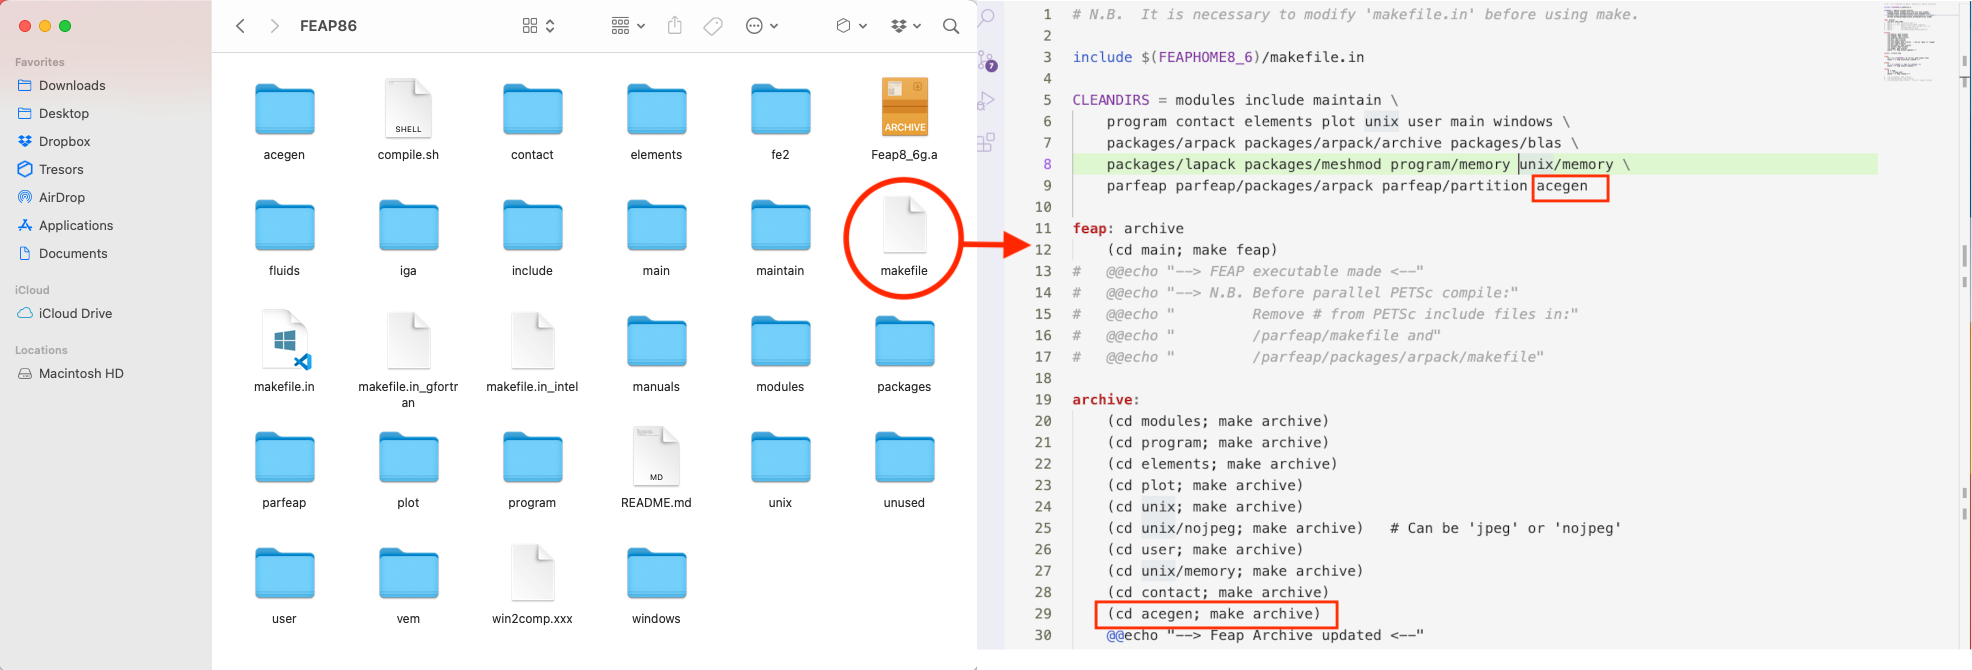 FEAP86
Favorites
Downloads
Desktop
Dropbox
Tresors
AirDrop
Applications
Documents
iCloud
iCloud Drive
Locations
Macintosh HD
SHELL
ARCHIVE
acegen
compile.sh
contact
elements
fe2
Feap8_6g.a
fluids
iga
include
main
maintain
makefile
makefile.in
makefile.in_gfortr
an
makefile.in_intel
manuals
modules
packages
MD
parfeap
plot
program
README.md
unix
unused
user
vem
win2comp.xxx
windows
7
1 # N.B.  It is necessary to modify 'makefile.in' before using make.
2
3 include $(FEAPHOME8_6)/makefile.in
4
5 CLEANDIRS = modules include maintain \
6     program contact elements plot unix user main windows \
7     packages/arpack packages/arpack/archive packages/blas \
8     packages/lapack packages/meshmod program/memory unix/memory \
9     parfeap parfeap/packages/arpack parfeap/partition acegen
10
11 feap: archive
12     (cd main; make feap)
13 #   @@echo "--> FEAP executable made <--"
14 #   @@echo "--> N.B. Before parallel PETSc compile:"
15 #   @@echo "         Remove # from PETSc include files in:"
16 #   @@echo "         /parfeap/makefile and"
17 #   @@echo "         /parfeap/packages/arpack/makefile"
18
19 archive:
20     (cd modules; make archive)
21     (cd program; make archive)
22     (cd elements; make archive)
23     (cd plot; make archive)
24     (cd unix; make archive)
25     (cd unix/nojpeg; make archive)   # Can be 'jpeg' or 'nojpeg'
26     (cd user; make archive)
27     (cd unix/memory; make archive)
28     (cd contact; make archive)
29     (cd acegen; make archive)
30     @@echo "--> Feap Archive updated <--"